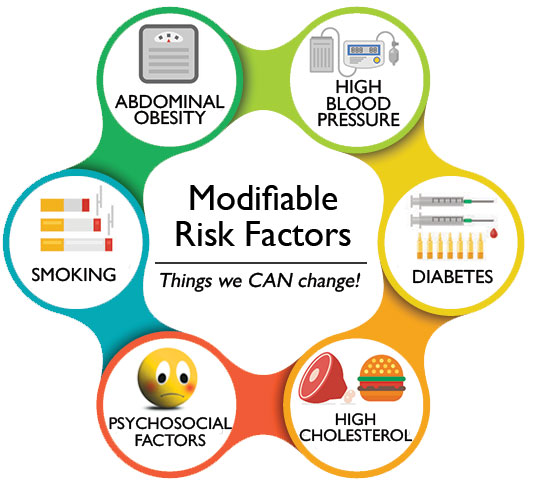 Modifiable
Risk Factors
Things we CAN change!
ABDOMINAL
OBESITY
HIGH
BLOOD
PRESSURE
DIABETES
HIGH
CHOLESTEROL
PSYCHOSOCIAL
FACTORS
SMOKING